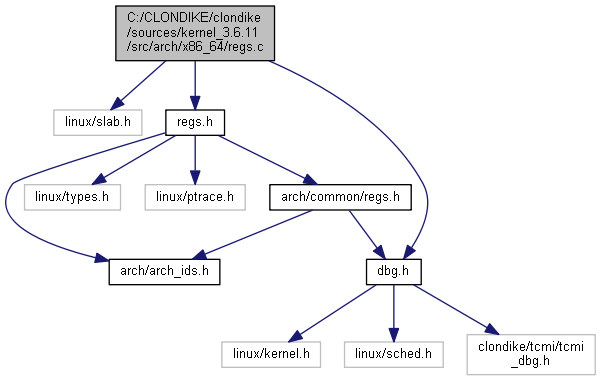 C:/CLONDIKE/clondike
/sources/kernel_3.6.11
/src/arch/x86_64/regs.c
linux/slab.h
regs.h
linux/types.h
linux/ptrace.h
arch/common/regs.h
arch/arch_ids.h
dbg.h
linux/kernel.h
linux/sched.h
clondike/tcmi/tcmi
_dbg.h